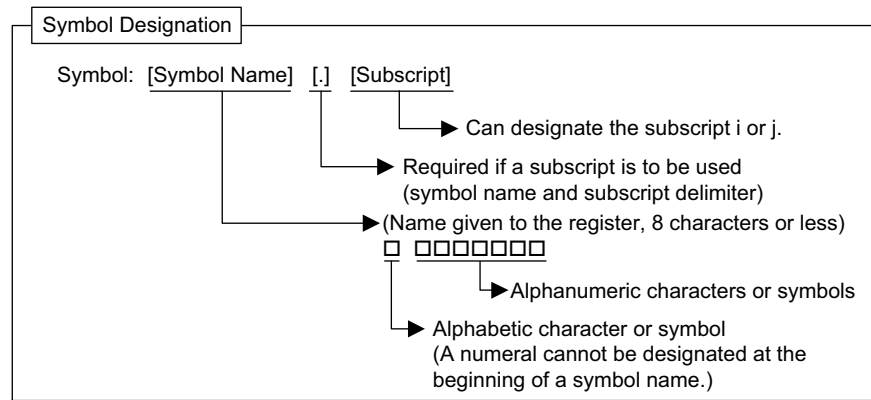 Symbol Designation
Symbol: [Symbol Name] [.] [Subscript]
Can designate the subscript i or j.
Required if a subscript is to be used
(symbol name and subscript delimiter)
(Name given to the register, 8 characters or less)
□ □□□□□□□
Alphanumeric characters or symbols
Alphabetic character or symbol
(A numeral cannot be designated at the
beginning of a symbol name.)